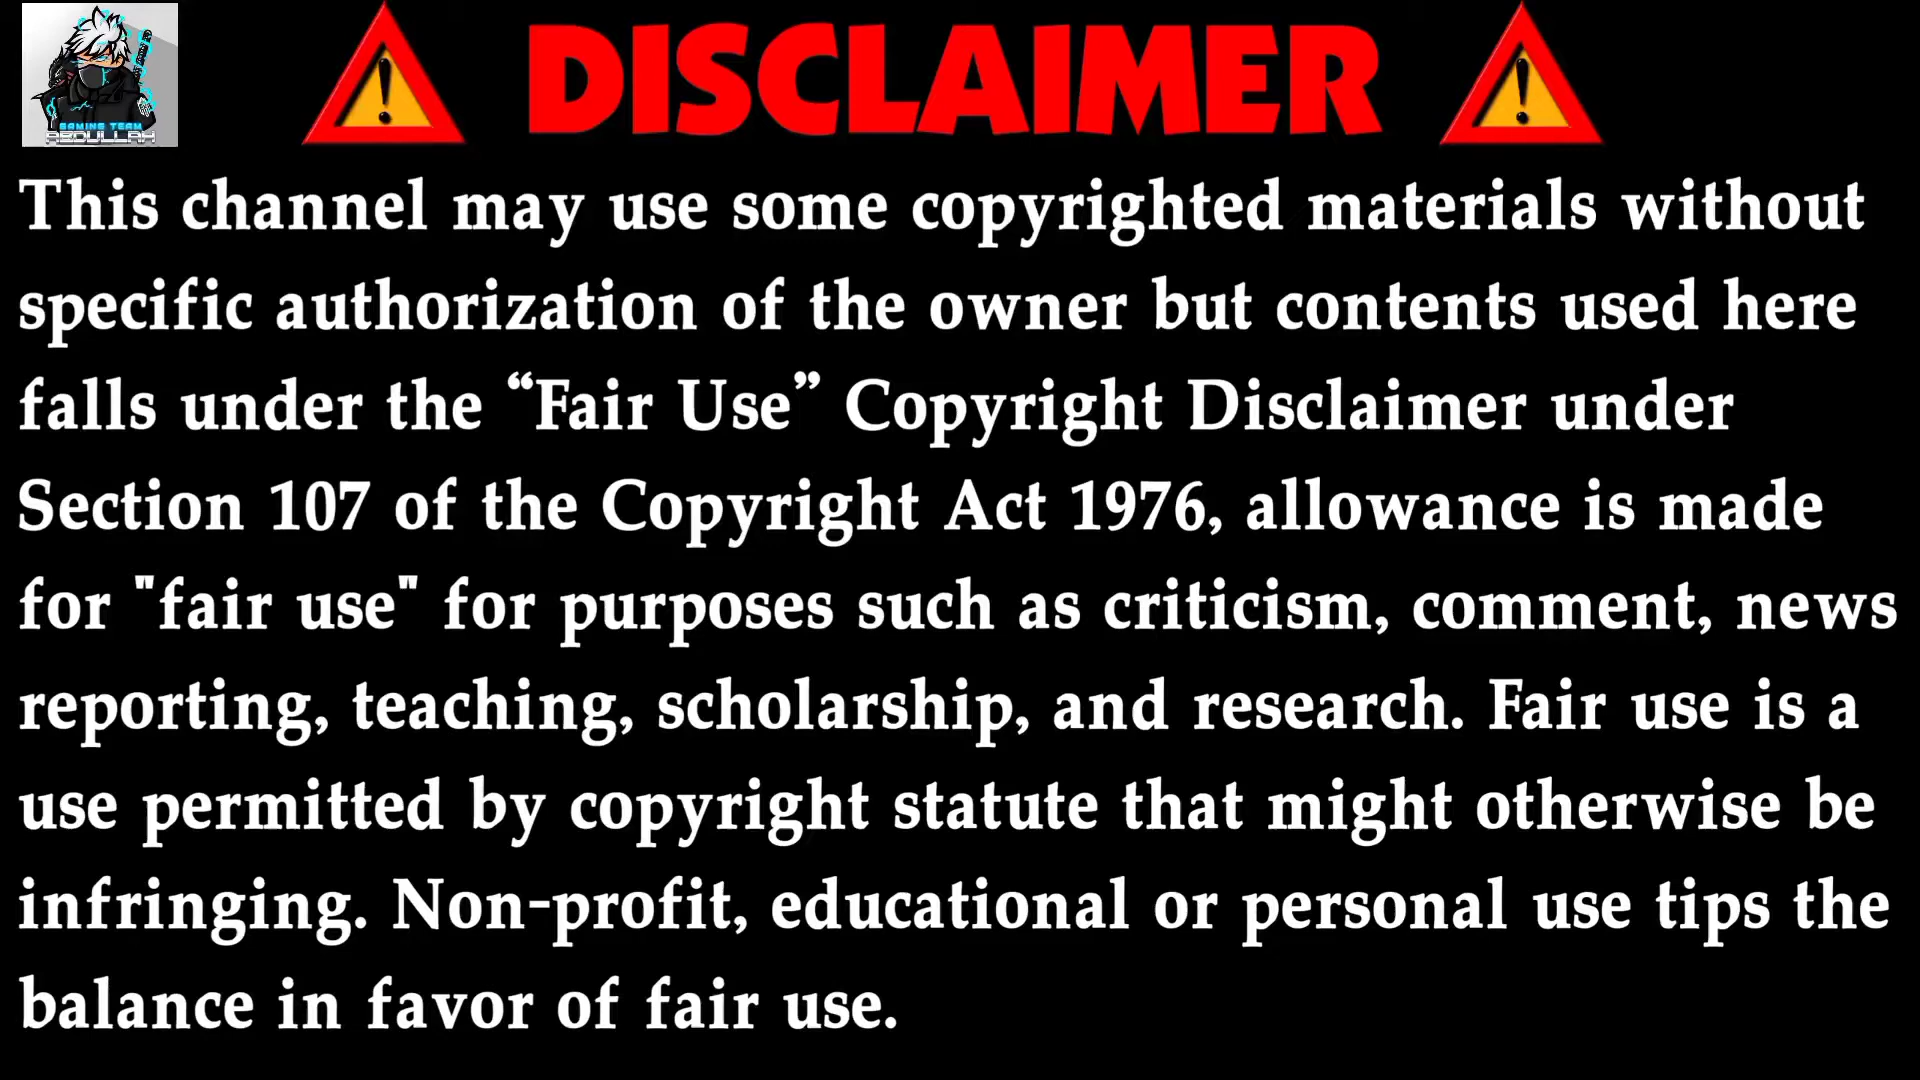 DISCLAIMER
GAMING TEAM
ABDULLAH
This channel may use some copyrighted materials without
specific authorization of the owner but contents used here
falls under the “Fair Use” Copyright Disclaimer under
Section 107 of the Copyright Act 1976, allowance is made
for "fair use" for purposes such as criticism, comment, news
reporting, teaching, scholarship, and research. Fair use is a
use permitted by copyright statute that might otherwise be
infringing. Non-profit, educational or personal use tips the
balance in favor of fair use.